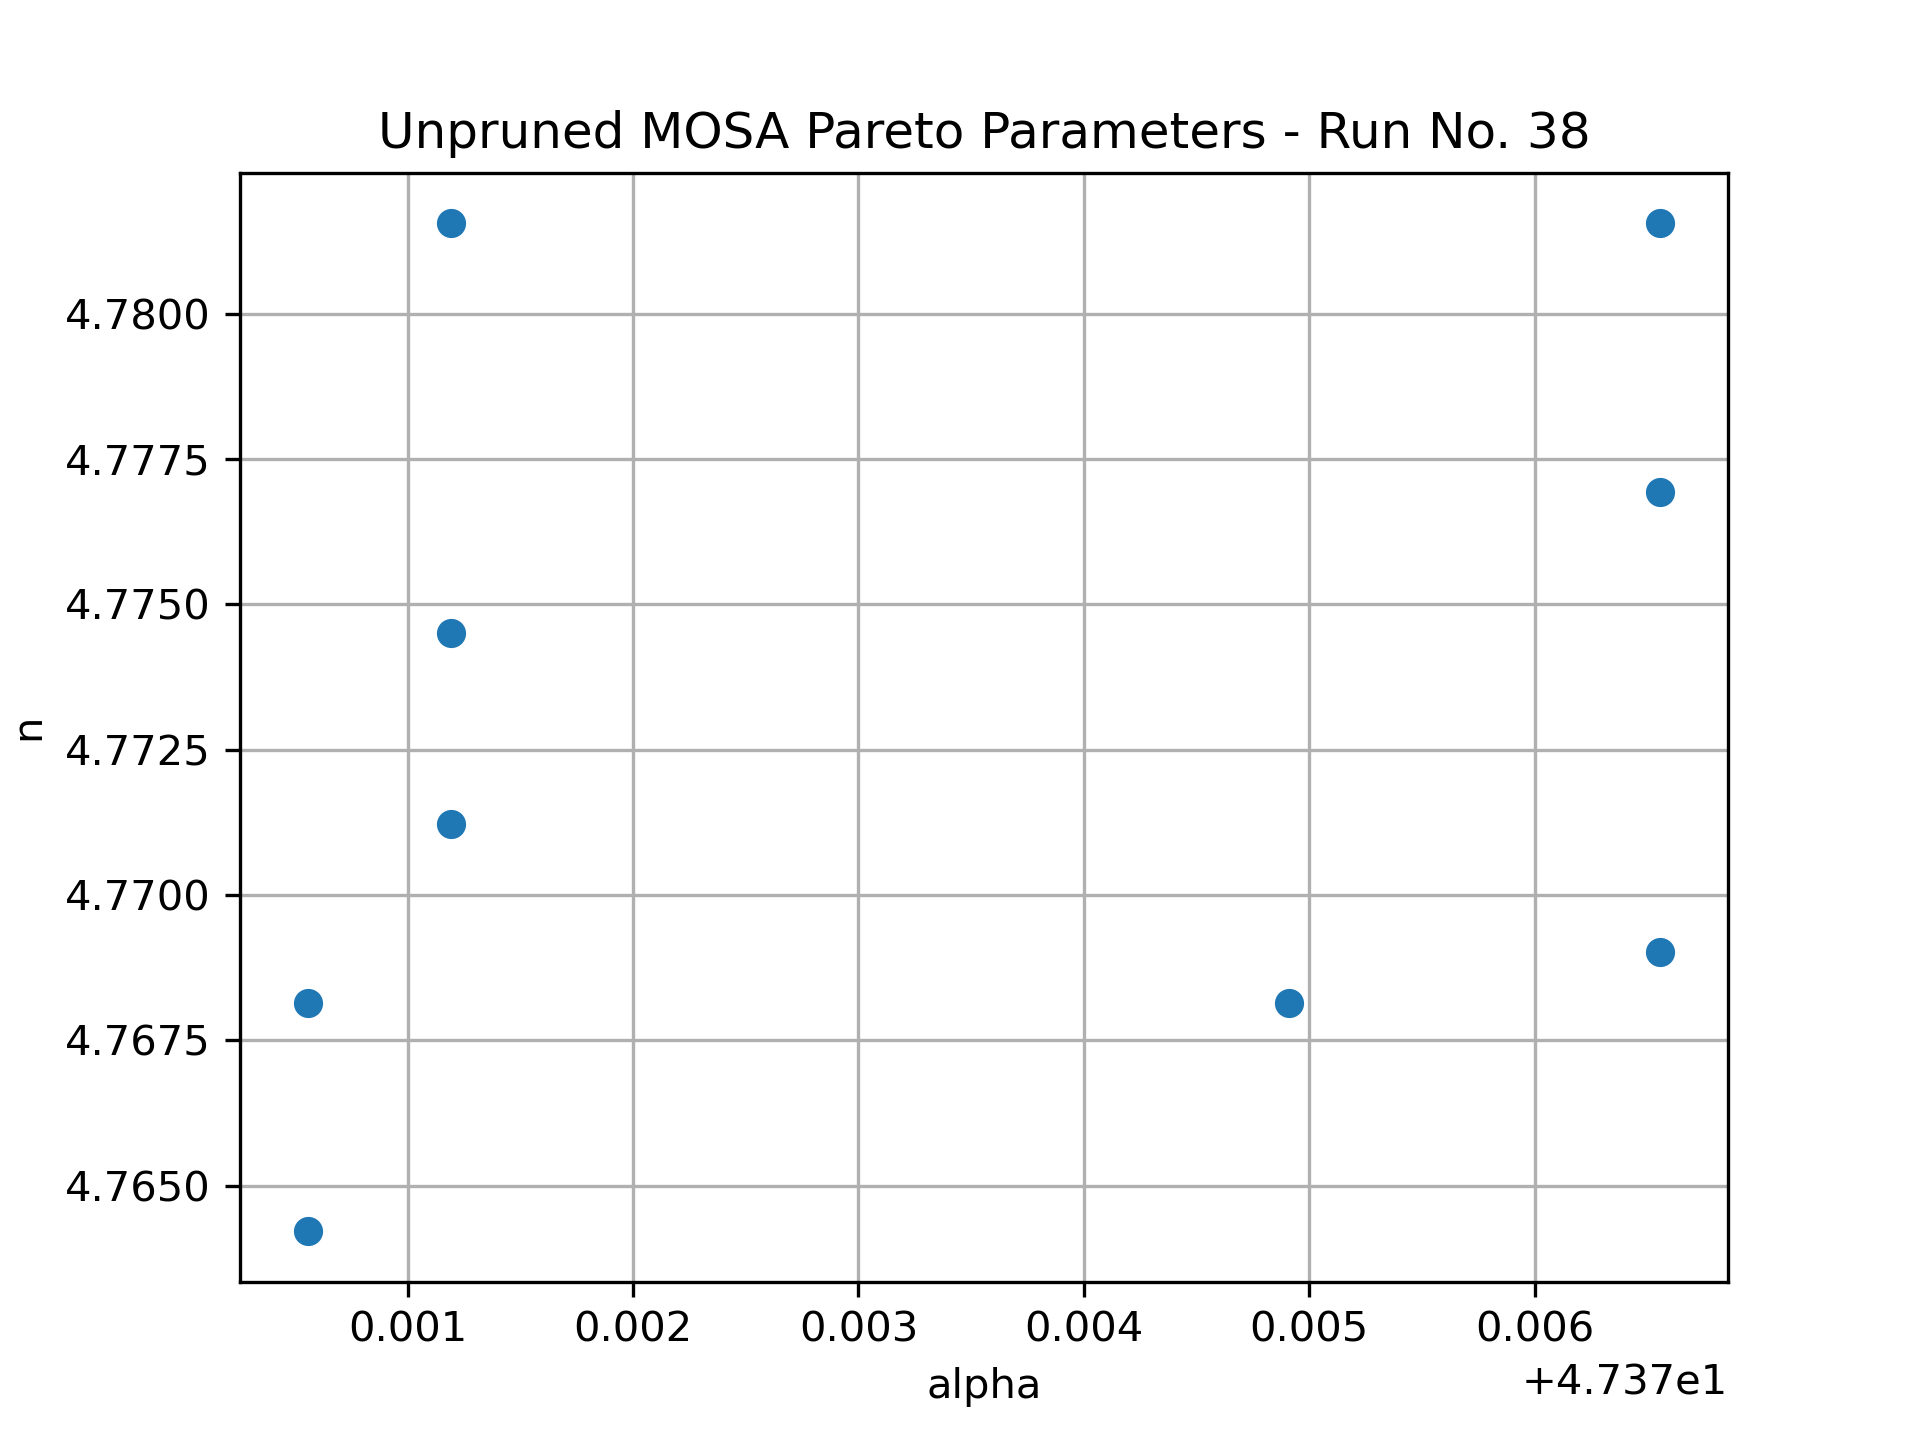 Unpruned MOSA Pareto Parameters - Run No. 38
4.7800
4.7775
4.7750
4.7725
4.7700
4.7675
4.7650
n
0.001 0.002 0.003 0.004 0.005 0.006
alpha
+4.737e1